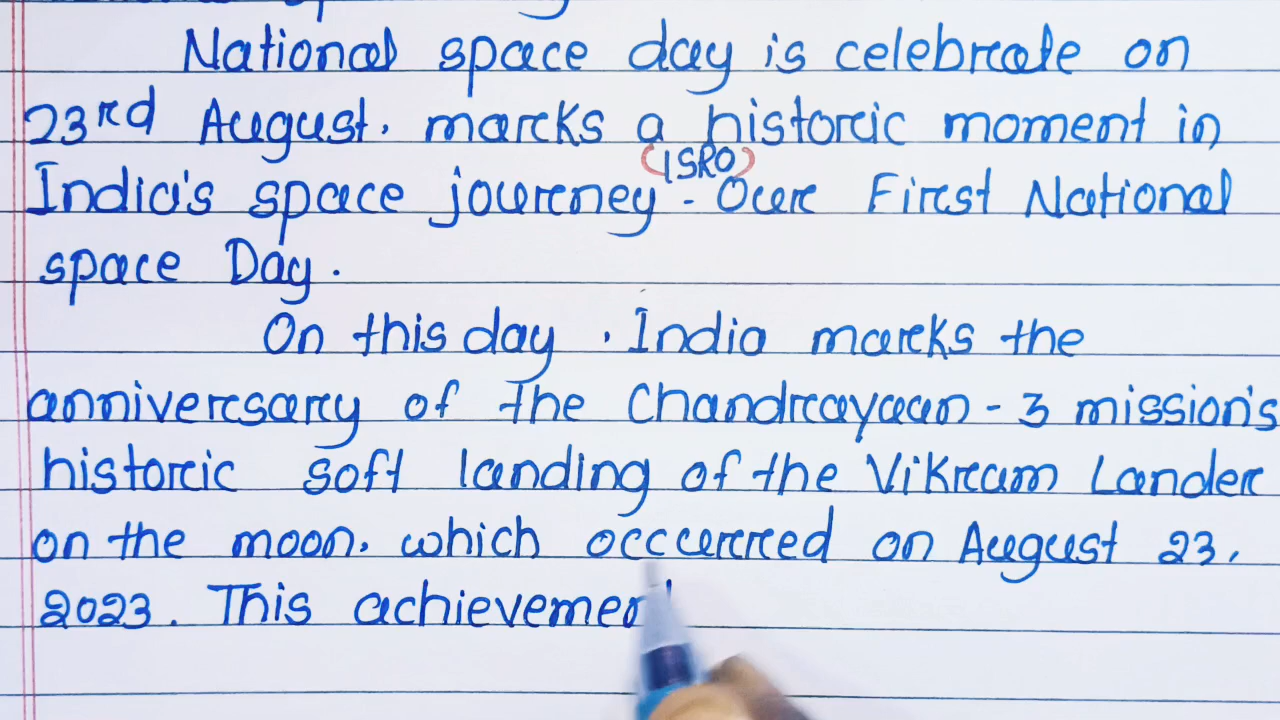 National space day is celebrate on
23rd August. marks a historic moment in
(ISRO)
India's space journey - Our First National
space Day.
On this day . India marks the
anniversary of the Chandrayaan - 3 mission's
historic soft landing of the Vikram Lander
on the moon. which occcurred on August 23,
2023. This achievemen